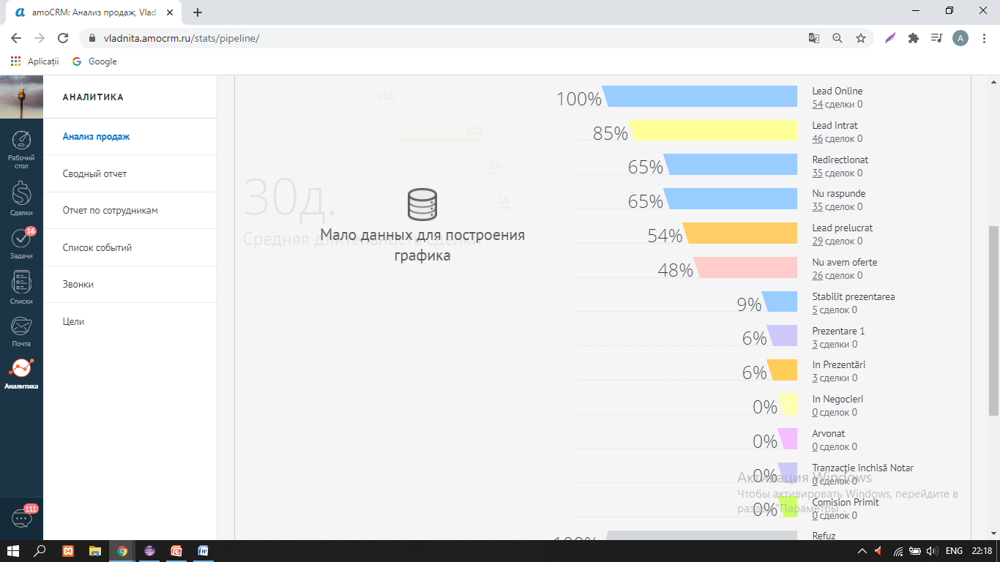 amoCRM: Анализ продаж, Vlad
vladnita.amocrm.ru/stats/pipeline/
A
Aplicații
Google
Рабочий
стол
Сделки
16
Задачи
Списки
Почта
Аналитика
111
АНАЛИТИКА
Анализ продаж
Сводный отчет
Отчет по сотрудникам
Список событий
Звонки
Цели
13д.
10д.
2д.
1д.
30д.
Средняя длительность сделки
Мало данных для построения
графика
100%
Lead Online
54 сделки 0
85%
Lead intrat
46 сделок 0
65%
Redirectionat
35 сделок 0
65%
Nu raspunde
35 сделок 0
54%
Lead prelucrat
29 сделок 0
48%
Nu avem oferte
26 сделок 0
9%
Stabilit prezentarea
5 сделок 0
6%
Prezentare 1
3 сделки 0
6%
In Prezentări
3 сделки 0
0%
In Negocieri
0 сделок 0
0%
Arvonat
0 сделок 0
0%
Tranzacție închisă Notar
0 сделок 0
0%
Comision Primit
0 сделок 0
100%
Refuz
Активация Windows
Чтобы активировать Windows, перейдите в
раздел "Параметры".
ENG
22:18